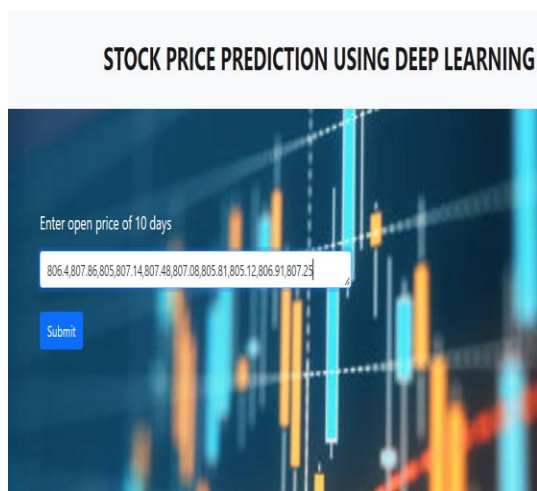 STOCK PRICE PREDICTION USING DEEP LEARNING
Enter open price of 10 days
806.4,807.86,805,807.14,807.48,807.08,805.81,805.12,806.91,807.25
Submit